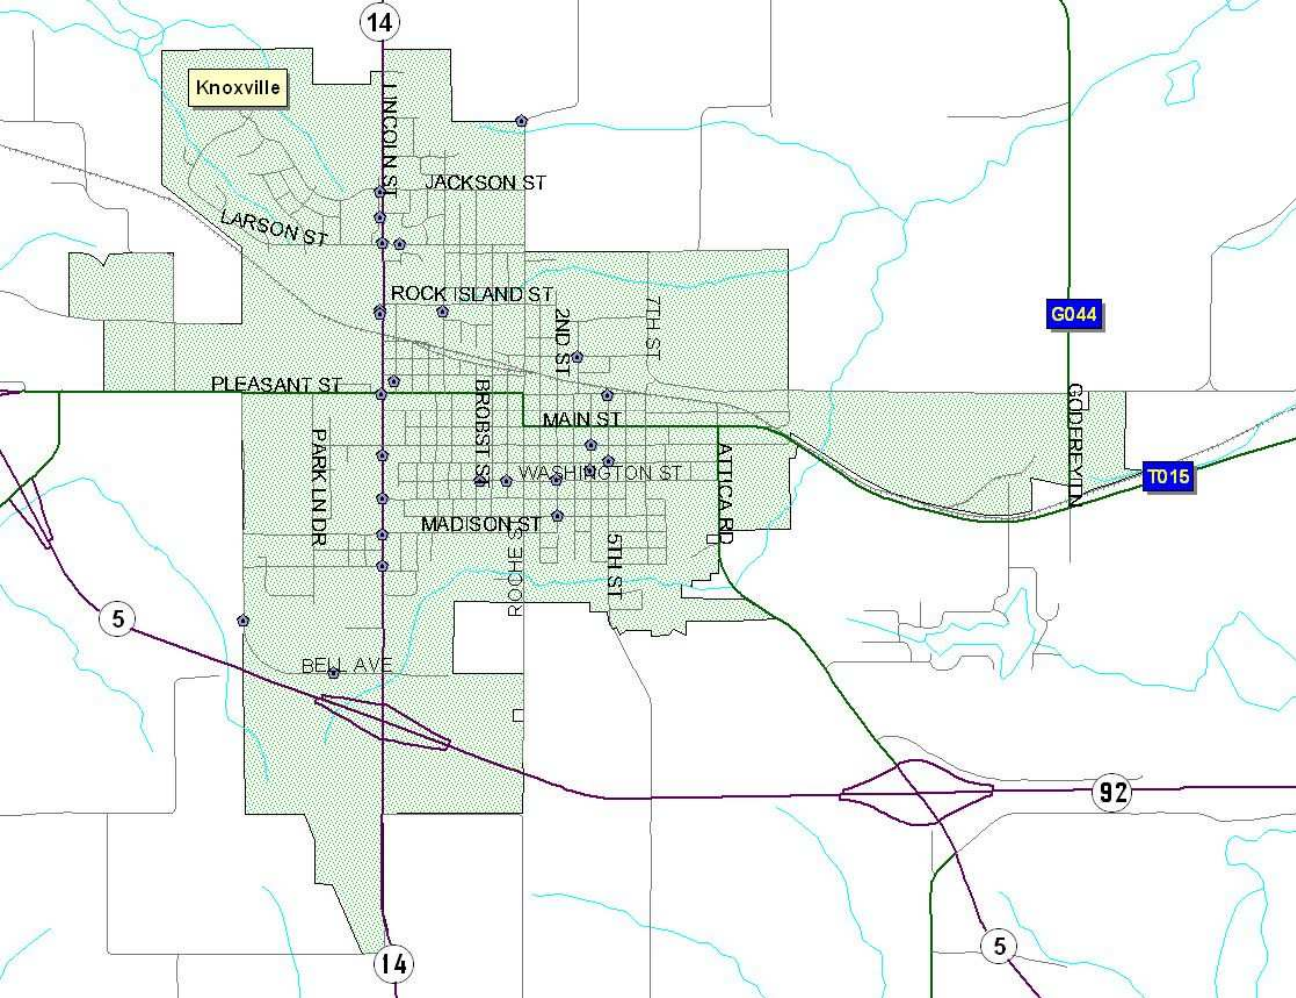 14
Knoxville
LINCOLN ST
JACKSON ST
LARSON ST
ROCK ISLAND ST
2ND ST
7TH ST
G044
PLEASANT ST
BROBST ST
MAIN ST
GODFREY LN
PARK LN DR
WASHINGTON ST
ATTICA RD
T015
MADISON ST
ROCHE ST
5TH ST
5
BELL AVE
92
5
14